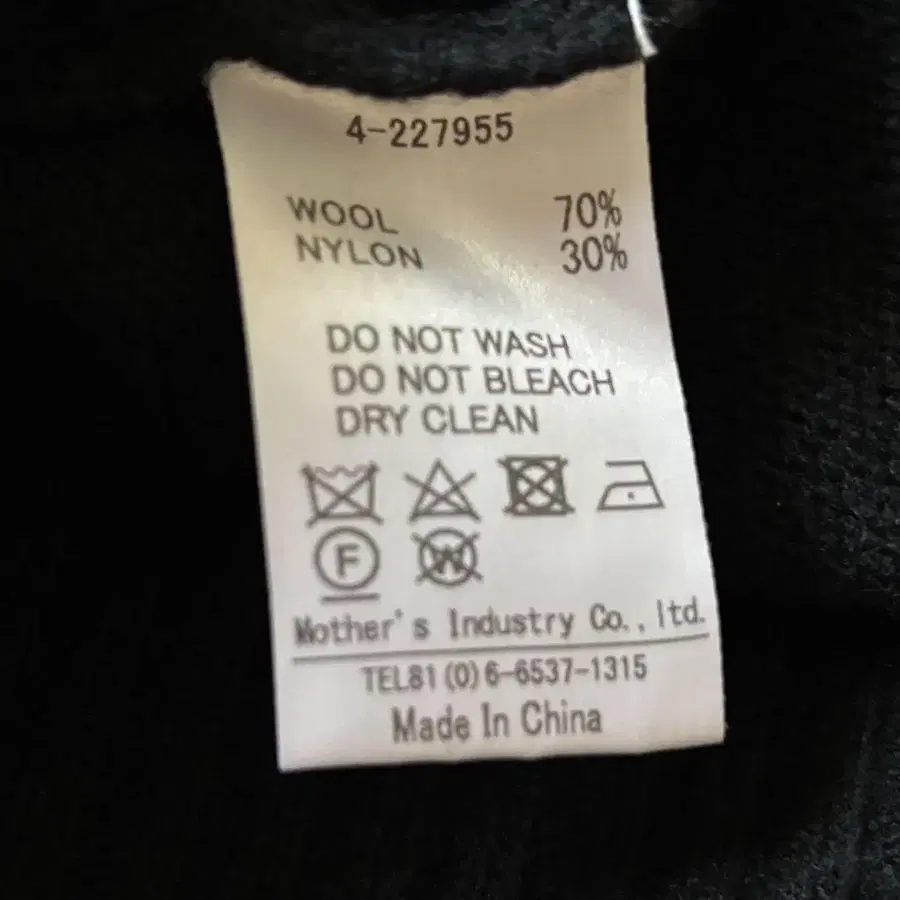 4-227955
WOOL 70%
NYLON 30%
DO NOT WASH
DO NOT BLEACH
DRY CLEAN
F
W
Mother's Industry Co., ltd.
TEL81(0)6-6537-1315
Made In China